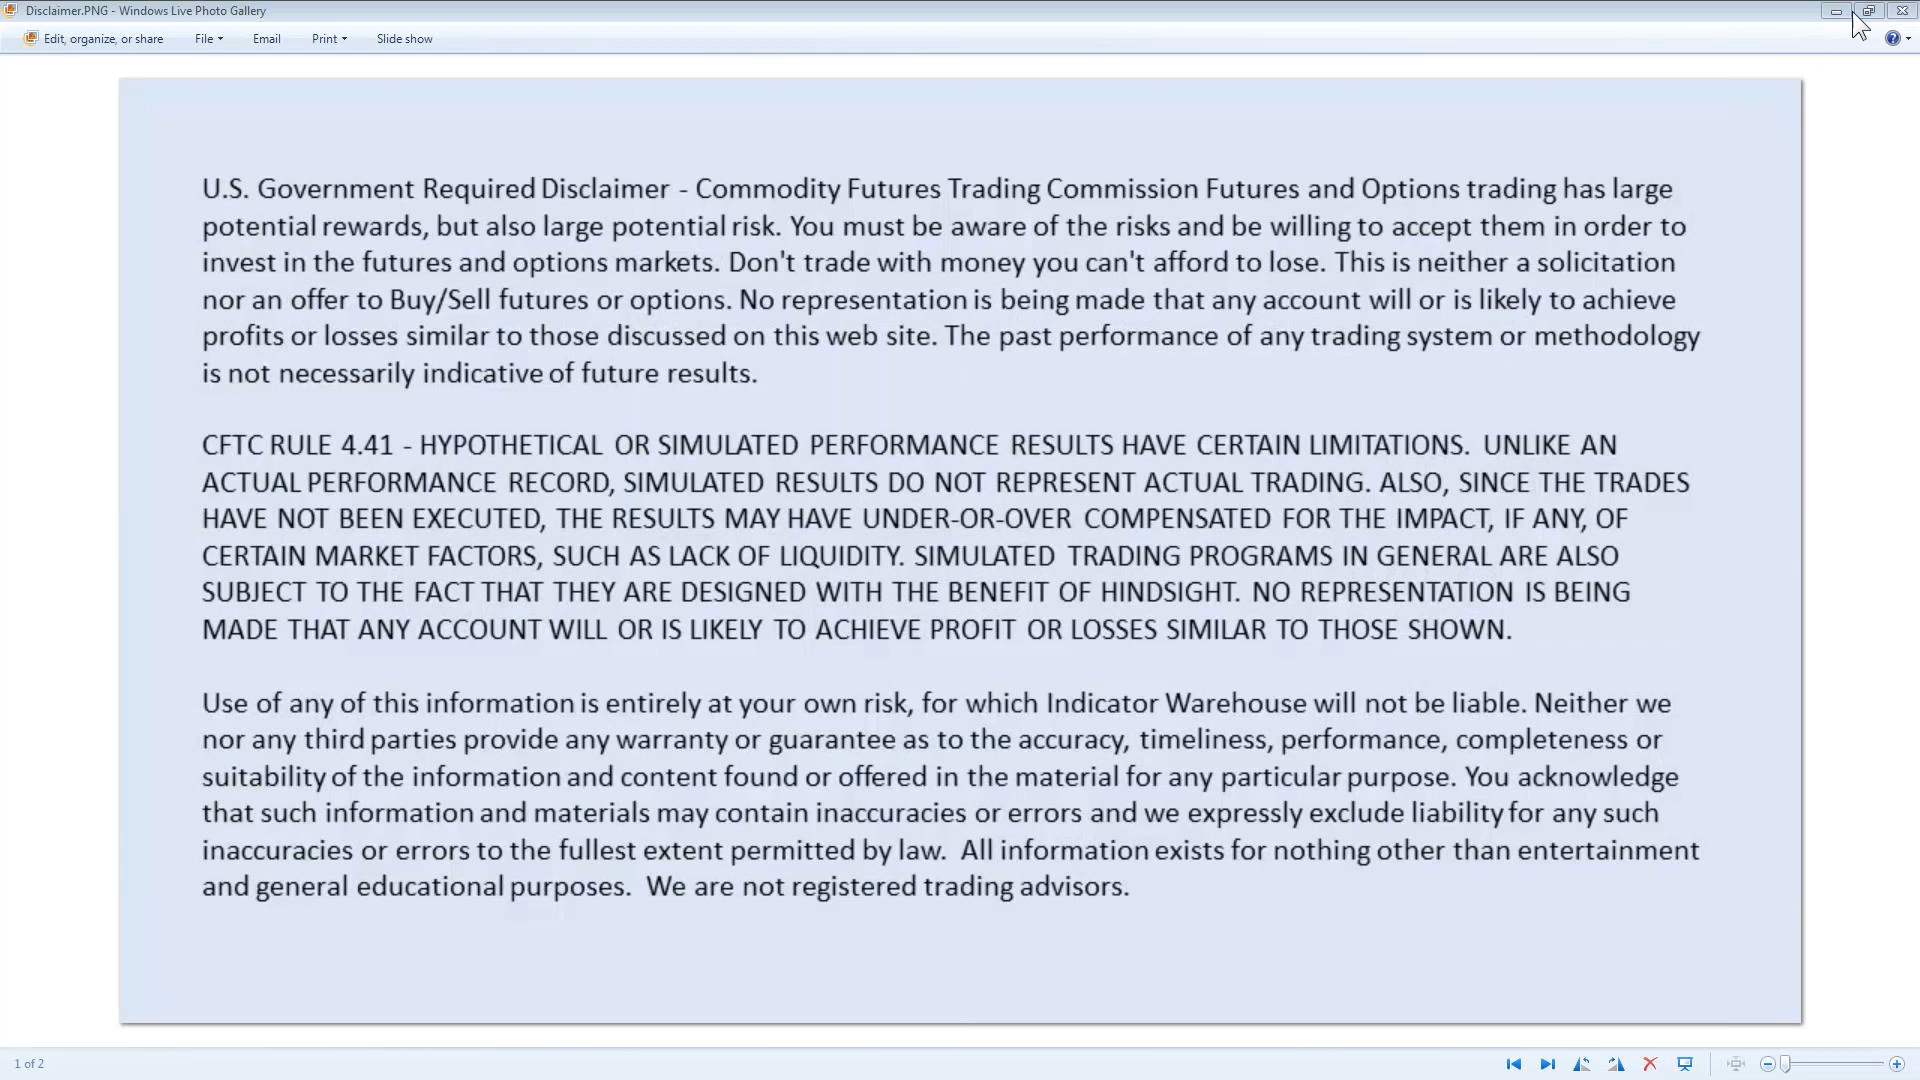 Disclaimer.PNG - Windows Live Photo Gallery
Edit, organize, or share File Email Print Slide show
U.S. Government Required Disclaimer - Commodity Futures Trading Commission Futures and Options trading has large
potential rewards, but also large potential risk. You must be aware of the risks and be willing to accept them in order to
invest in the futures and options markets. Don't trade with money you can't afford to lose. This is neither a solicitation
nor an offer to Buy/Sell futures or options. No representation is being made that any account will or is likely to achieve
profits or losses similar to those discussed on this web site. The past performance of any trading system or methodology
is not necessarily indicative of future results.
CFTC RULE 4.41 - HYPOTHETICAL OR SIMULATED PERFORMANCE RESULTS HAVE CERTAIN LIMITATIONS. UNLIKE AN
ACTUAL PERFORMANCE RECORD, SIMULATED RESULTS DO NOT REPRESENT ACTUAL TRADING. ALSO, SINCE THE TRADES
HAVE NOT BEEN EXECUTED, THE RESULTS MAY HAVE UNDER-OR-OVER COMPENSATED FOR THE IMPACT, IF ANY, OF
CERTAIN MARKET FACTORS, SUCH AS LACK OF LIQUIDITY. SIMULATED TRADING PROGRAMS IN GENERAL ARE ALSO
SUBJECT TO THE FACT THAT THEY ARE DESIGNED WITH THE BENEFIT OF HINDSIGHT. NO REPRESENTATION IS BEING
MADE THAT ANY ACCOUNT WILL OR IS LIKELY TO ACHIEVE PROFIT OR LOSSES SIMILAR TO THOSE SHOWN.
Use of any of this information is entirely at your own risk, for which Indicator Warehouse will not be liable. Neither we
nor any third parties provide any warranty or guarantee as to the accuracy, timeliness, performance, completeness or
suitability of the information and content found or offered in the material for any particular purpose. You acknowledge
that such information and materials may contain inaccuracies or errors and we expressly exclude liability for any such
inaccuracies or errors to the fullest extent permitted by law. All information exists for nothing other than entertainment
and general educational purposes. We are not registered trading advisors.
1 of 2